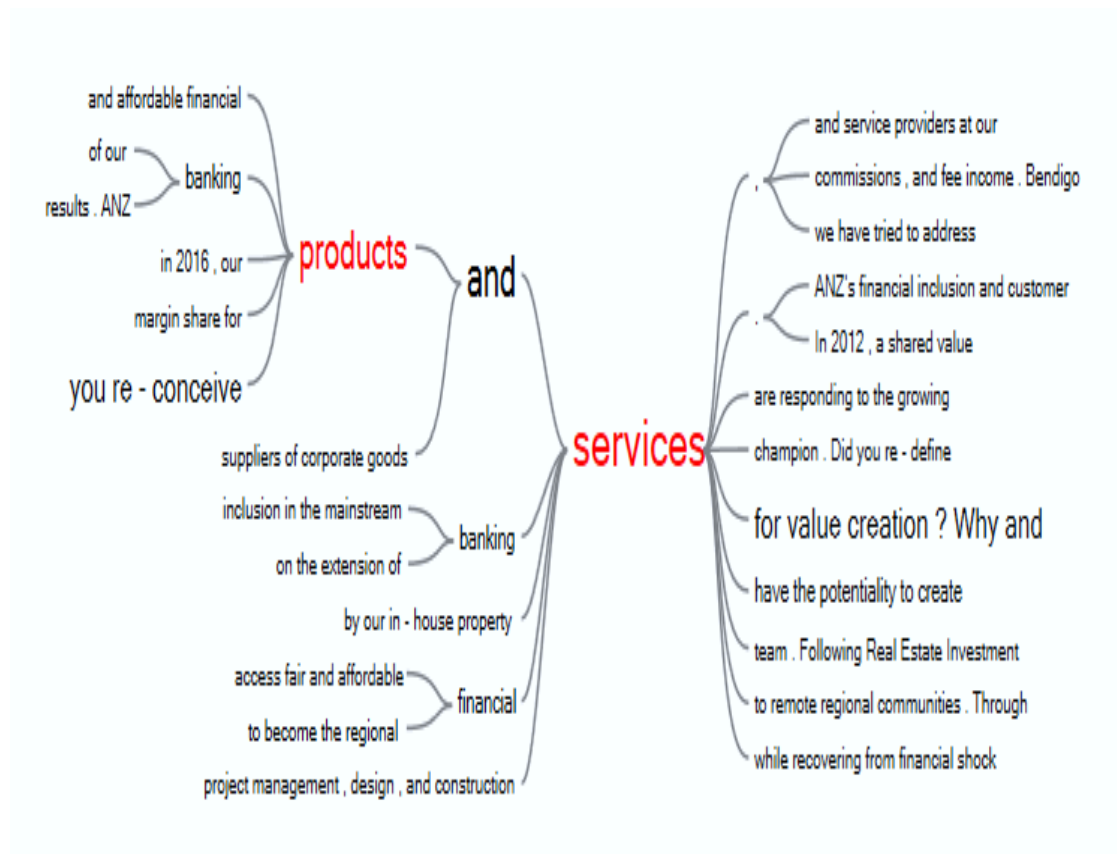 and affordable financial
of our
banking
results . ANZ
in 2016 , our
margin share for
you re - conceive
products
and
suppliers of corporate goods
inclusion in the mainstream
on the extension of
banking
by our in - house property
access fair and affordable
to become the regional
financial
project management , design , and construction
services
,
and service providers at our
commissions , and fee income . Bendigo
we have tried to address
.
ANZ's financial inclusion and customer
In 2012 , a shared value
are responding to the growing
champion . Did you re - define
for value creation ? Why and
have the potentiality to create
team . Following Real Estate Investment
to remote regional communities . Through
while recovering from financial shock